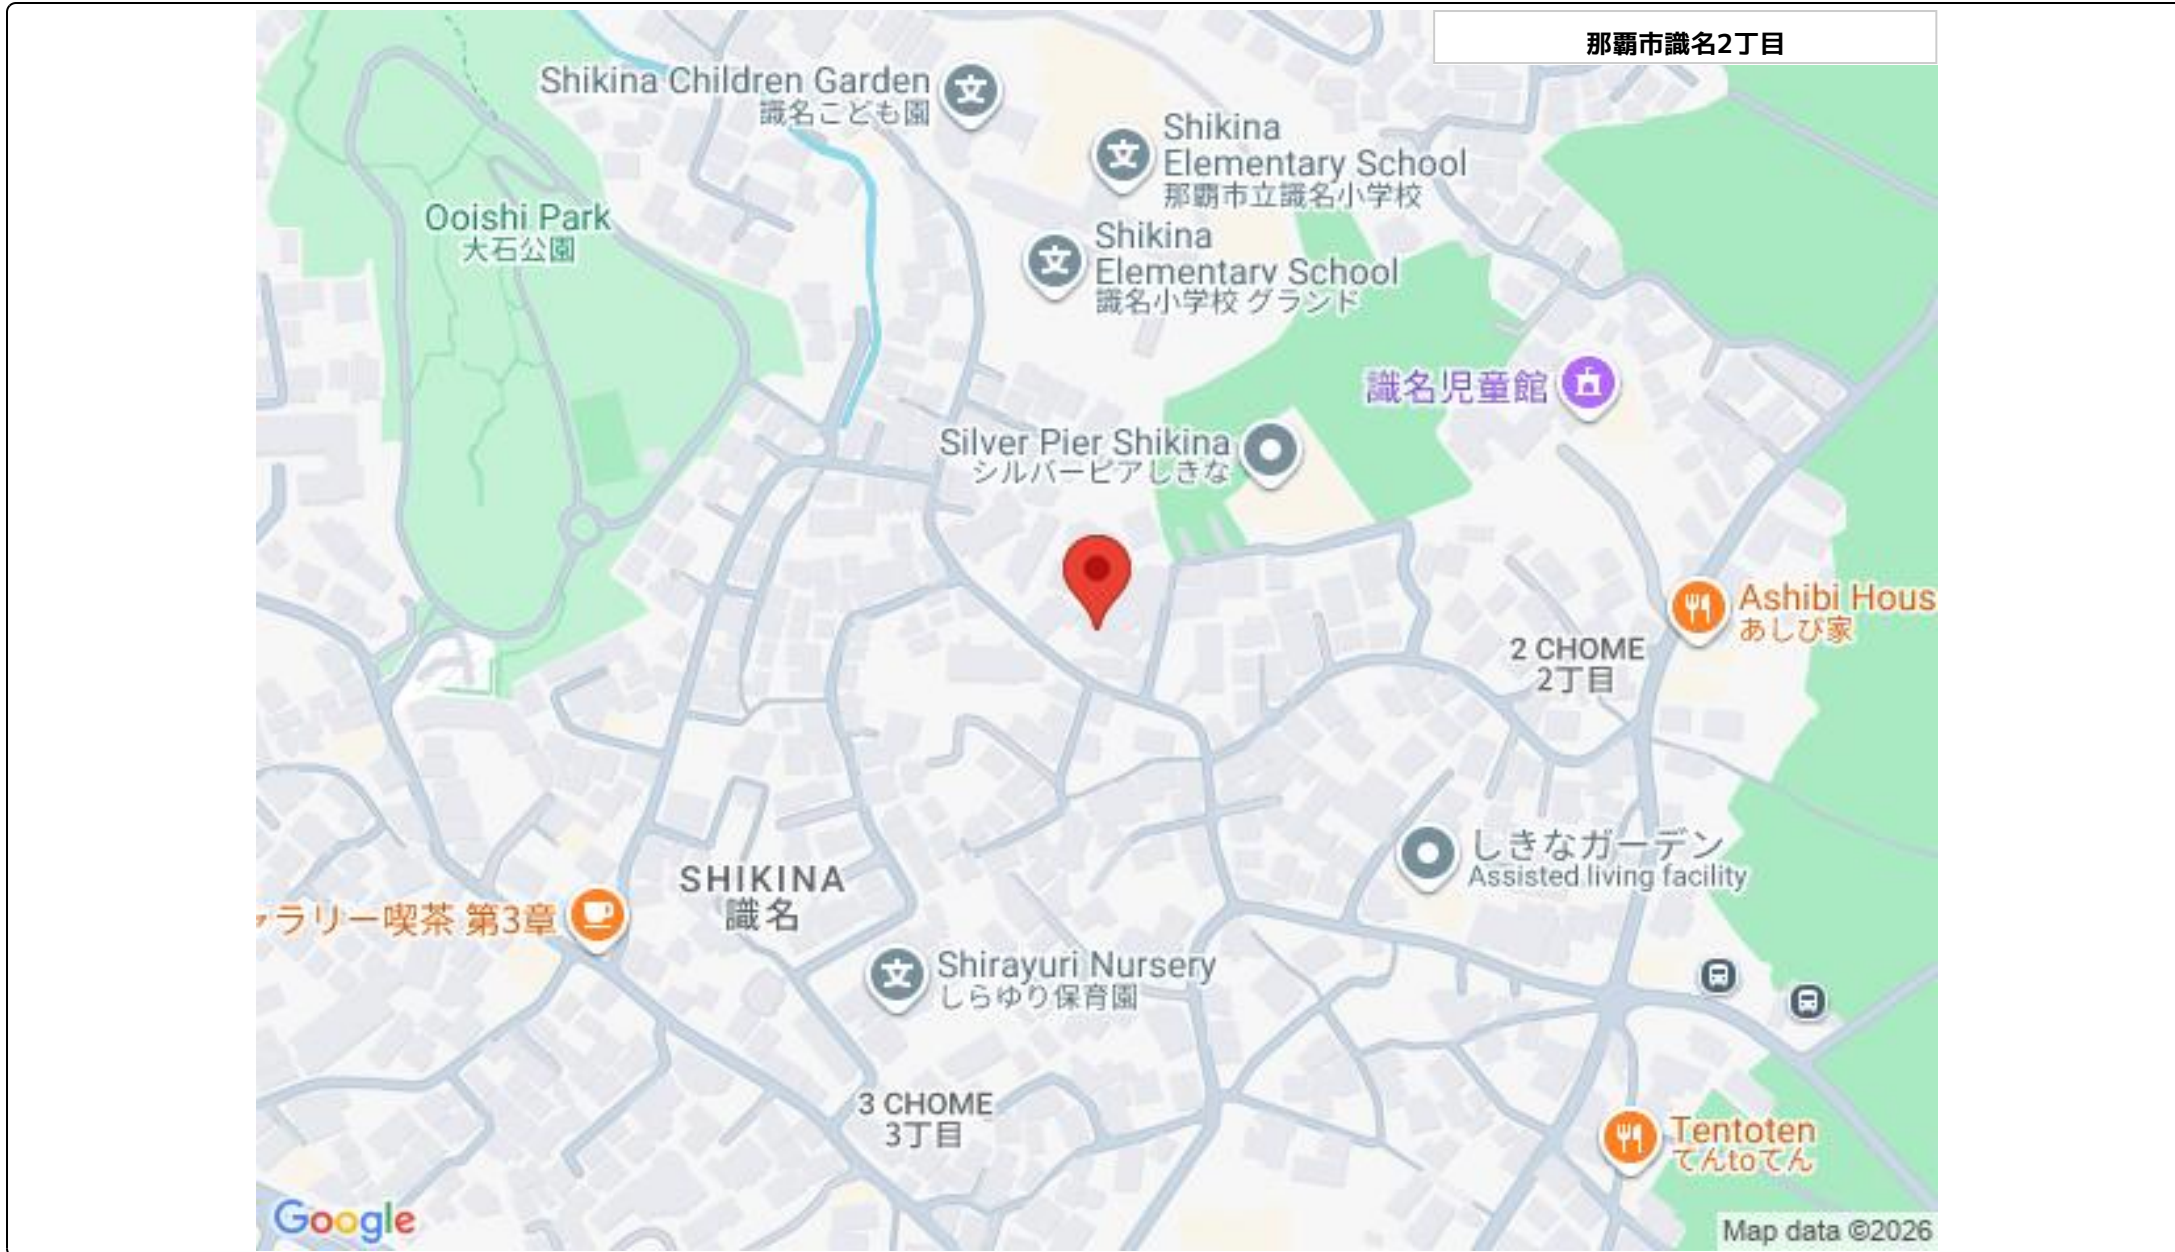 那覇市識名2丁目
Shikina Children Garden
識名こども園
Shikina
Elementary School
那覇市立識名小学校
Ooishi Park
大石公園
Shikina
Elementary School
識名小学校 グランド
識名児童館
Silver Pier Shikina
シルバーピアしきな
Ashibi Hous
あしび家
2 CHOME
2丁目
しきなガーデン
Assisted living facility
SHIKINA
識名
ラリー喫茶 第3章
Shirayuri Nursery
しらゆり保育園
3 CHOME
3丁目
Tentoten
てんtoてん
Google
Map data ©2026